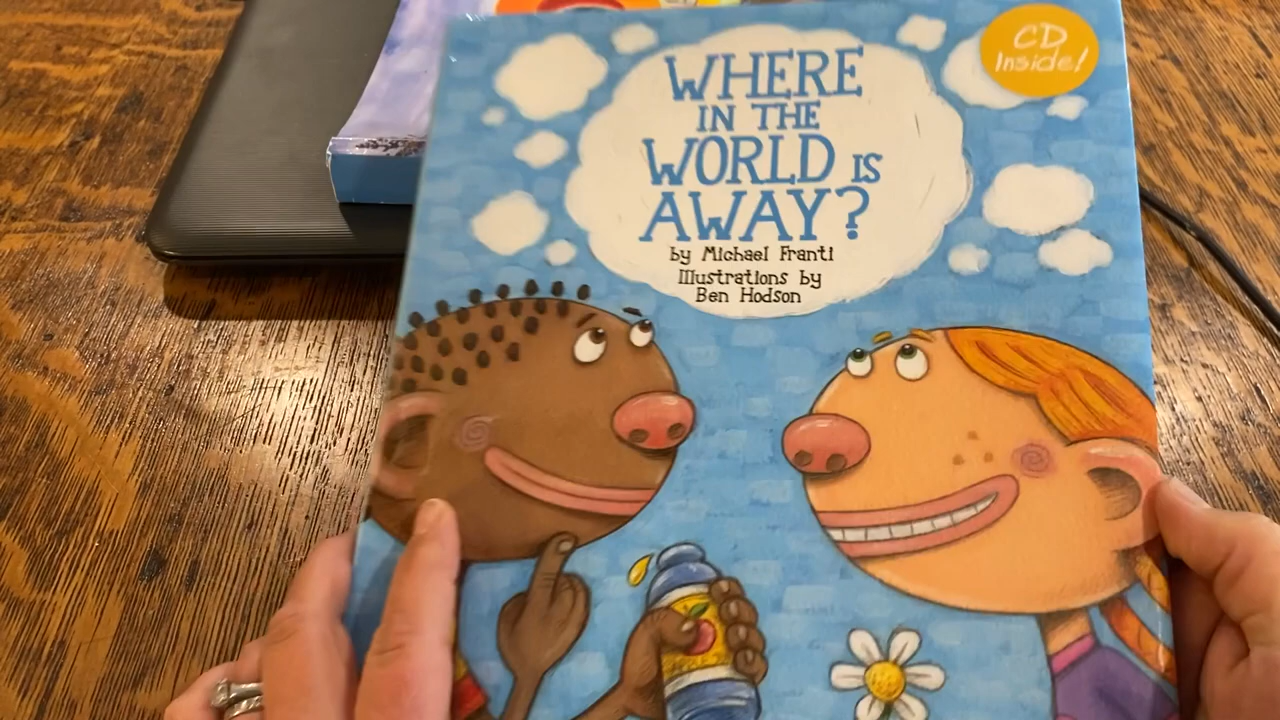 CD
Inside!
WHERE
IN THE
WORLD IS
AWAY?
by Michael Franti
Illustrations by
Ben Hodson